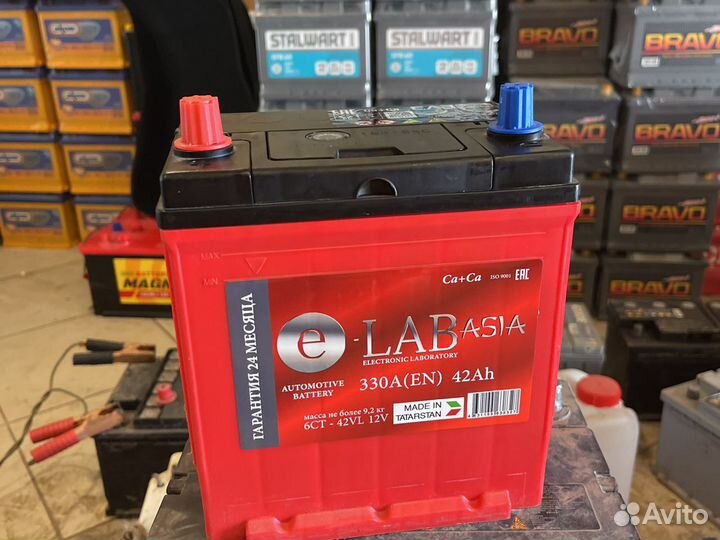 STALWART
STALWART
BRAVO
BRAVO
BRAVO
BRAVO
BRAVO
MAX
MIN
Ca+Ca ISO 9001 EAC
ГАРАНТИЯ 24 МЕСЯЦА
e-LAB ASIA
ELECTRONIC LABORATORY
AUTOMOTIVE
BATTERY
330A(EN) 42Ah
масса не более 9,2 кг
6СТ - 42VL 12V
MADE IN
TATARSTAN
MAGN
Avito